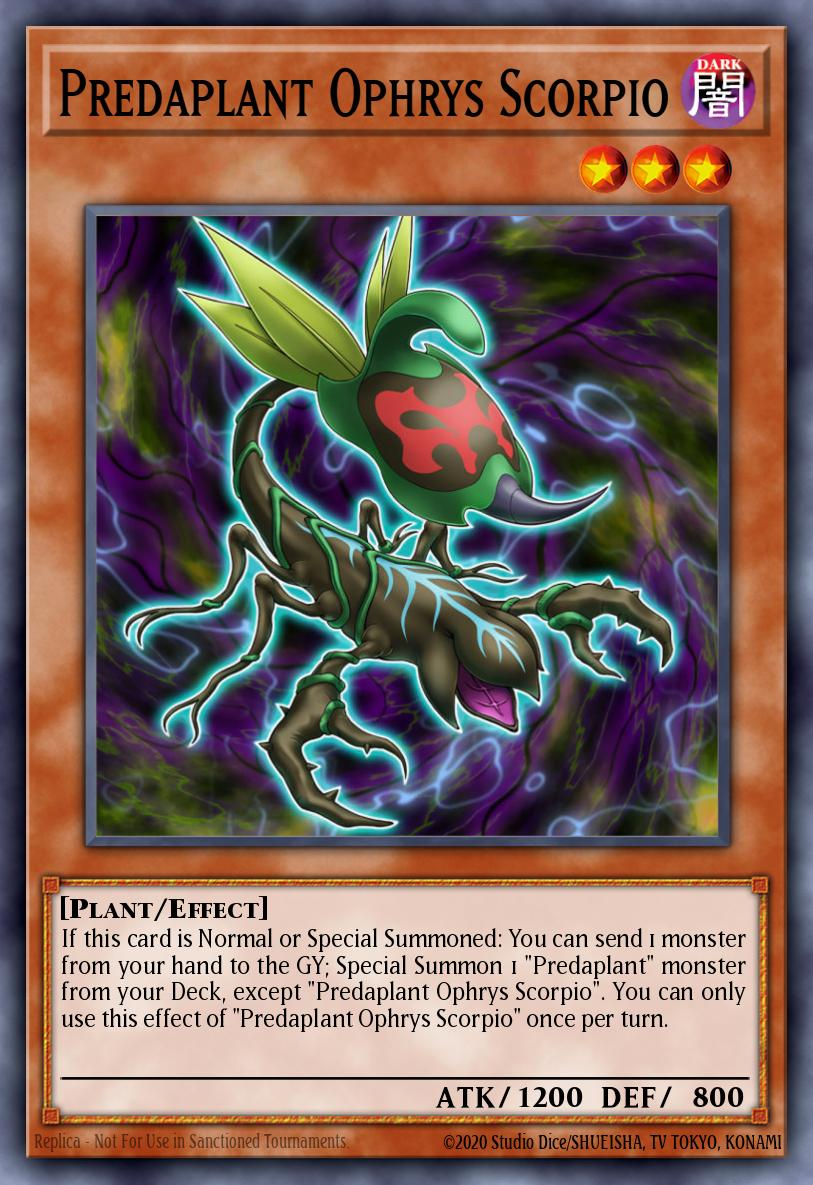 Predaplant Ophrys Scorpio
DARK
闇
[Plant/Effect]
If this card is Normal or Special Summoned: You can send 1 monster
from your hand to the GY; Special Summon 1 "Predaplant" monster
from your Deck, except "Predaplant Ophrys Scorpio". You can only
use this effect of "Predaplant Ophrys Scorpio" once per turn.
ATK/ 1200 DEF/ 800
Replica - Not For Use in Sanctioned Tournaments.
©2020 Studio Dice/SHUEISHA, TV TOKYO, KONAMI